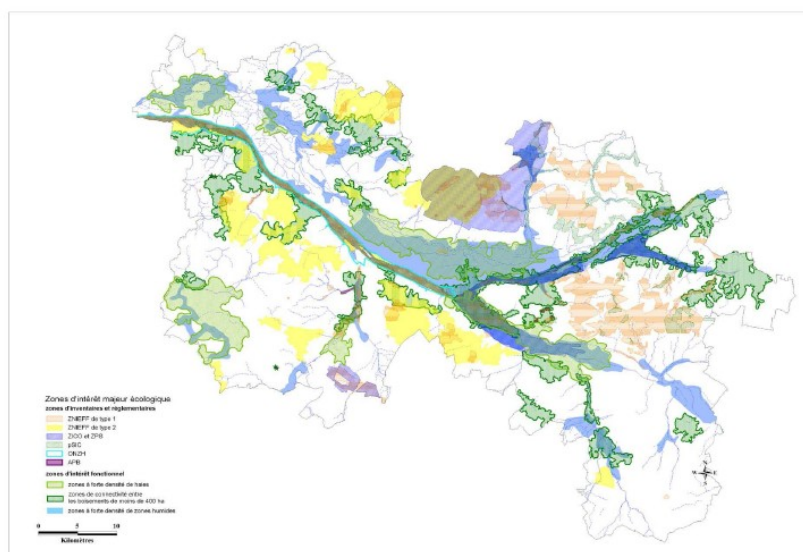 Zones d'intérêt majeur écologique
zones d'inventaires et règlementaires
ZNIEFF de type 1
ZNIEFF de type 2
ZICO et ZPB
pSIC
ONZH
APB
zones d'intérêt fonctionnel
zones à forte densité de haies
zones de connectivité entre
les boisements de moins de 400 ha
zones à forte densité de zones humides
0 5 10
Kilomètres
N
W E
S